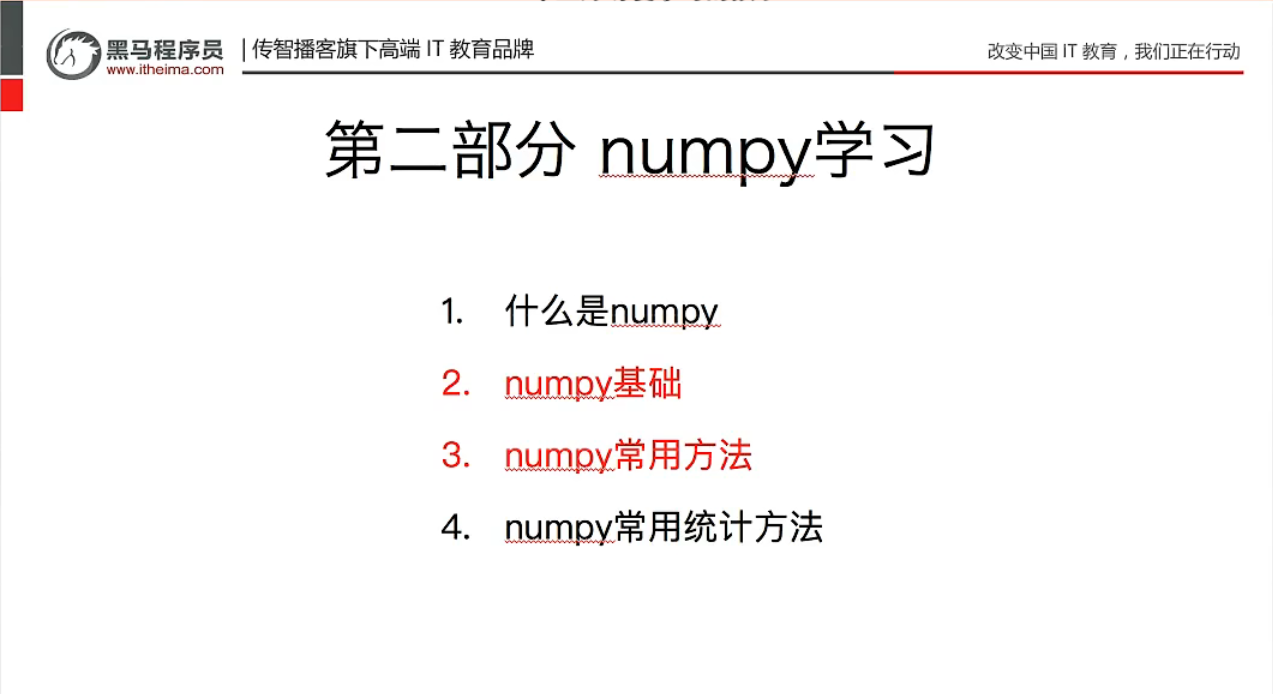 黑马程序员 | 传智播客旗下高端 IT 教育品牌
www.itheima.com
改变中国 IT 教育，我们正在行动
第二部分 numpy学习
1. 什么是numpy
2. numpy基础
3. numpy常用方法
4. numpy常用统计方法